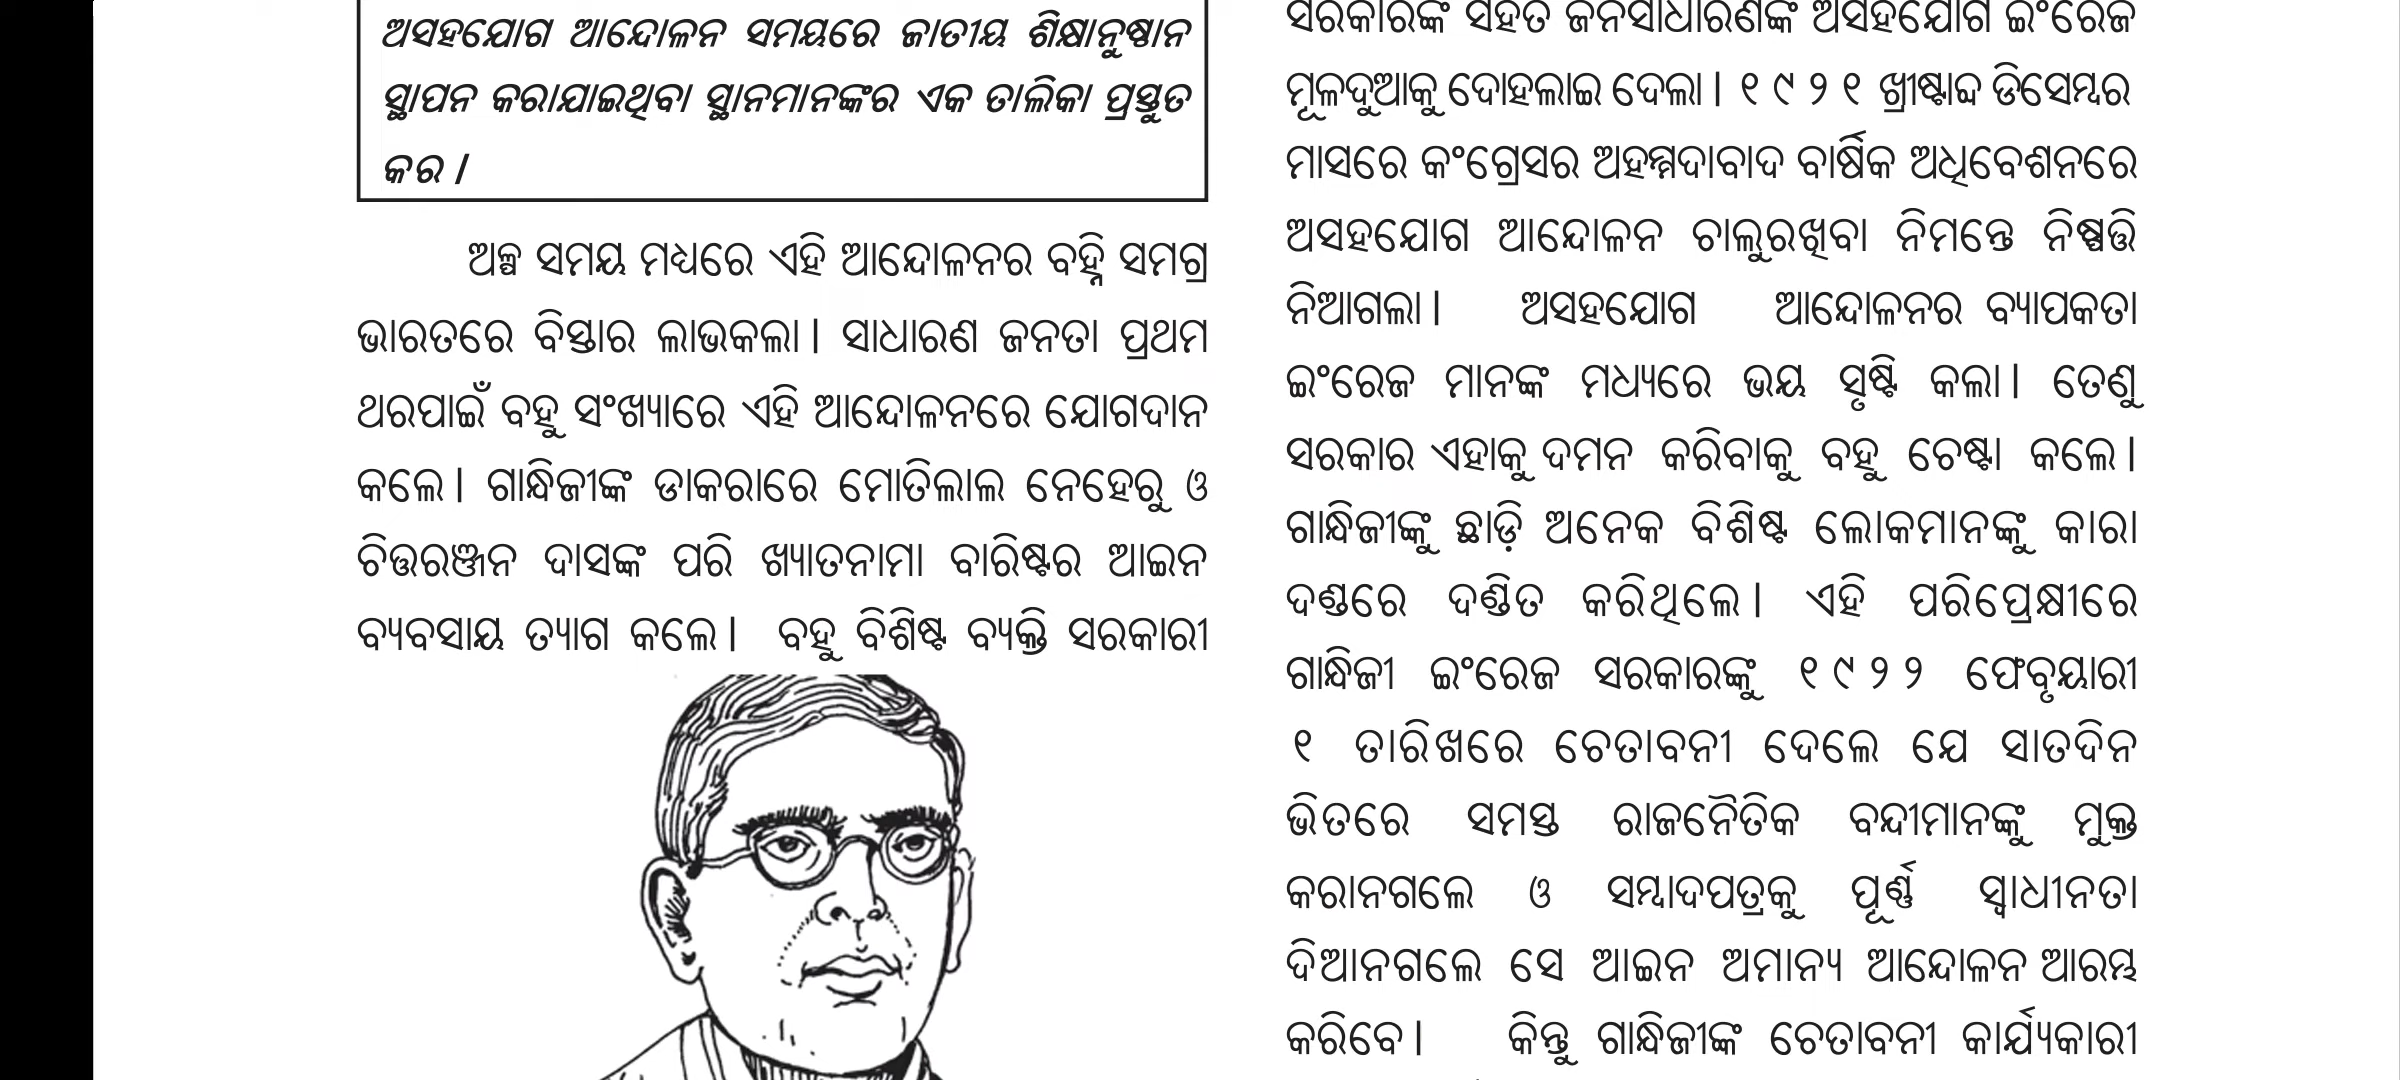 ଅସହଯୋଗ ଆନ୍ଦୋଳନ ସମୟରେ ଜାତୀୟ ଶିକ୍ଷାନୁଷ୍ଠାନ
ସ୍ଥାପନ କରାଯାଇଥିବା ସ୍ଥାନମାନଙ୍କର ଏକ ତାଲିକା ପ୍ରସ୍ତୁତ
କର ।
ଅଳ୍ପ ସମୟ ମଧ୍ୟରେ ଏହି ଆନ୍ଦୋଳନର ବହ୍ନି ସମଗ୍ର
ଭାରତରେ ବିସ୍ତାର ଲାଭକଲା । ସାଧାରଣ ଜନତା ପ୍ରଥମ
ଥରପାଇଁ ବହୁ ସଂଖ୍ୟାରେ ଏହି ଆନ୍ଦୋଳନରେ ଯୋଗଦାନ
କଲେ । ଗାନ୍ଧିଜୀଙ୍କ ଡାକରାରେ ମୋତିଲାଲ ନେହେରୁ ଓ
ଚିତ୍ତରଞ୍ଜନ ଦାସଙ୍କ ପରି ଖ୍ୟାତନାମା ବାରିଷ୍ଟର ଆଇନ
ବ୍ୟବସାୟ ତ୍ୟାଗ କଲେ । ବହୁ ବିଶିଷ୍ଟ ବ୍ୟକ୍ତି ସରକାରୀ
ସରକାରଙ୍କ ସହିତ ଜନସାଧାରଣଙ୍କ ଅସହଯୋଗ ଇଂରେଜ
ମୂଳଦୁଆକୁ ଦୋହଲାଇ ଦେଲା । ୧୯୨୧ ଖ୍ରୀଷ୍ଟାବ୍ଦ ଡିସେମ୍ବର
ମାସରେ କଂଗ୍ରେସର ଅହମ୍ମଦାବାଦ ବାର୍ଷିକ ଅଧିବେଶନରେ
ଅସହଯୋଗ ଆନ୍ଦୋଳନ ଚାଲୁରଖିବା ନିମନ୍ତେ ନିଷ୍ପତ୍ତି
ନିଆଗଲା । ଅସହଯୋଗ ଆନ୍ଦୋଳନର ବ୍ୟାପକତା
ଇଂରେଜ ମାନଙ୍କ ମଧ୍ୟରେ ଭୟ ସୃଷ୍ଟି କଲା । ତେଣୁ
ସରକାର ଏହାକୁ ଦମନ କରିବାକୁ ବହୁ ଚେଷ୍ଟା କଲେ ।
ଗାନ୍ଧିଜୀଙ୍କୁ ଛାଡ଼ି ଅନେକ ବିଶିଷ୍ଟ ଲୋକମାନଙ୍କୁ କାରା
ଦଣ୍ଡରେ ଦଣ୍ଡିତ କରିଥିଲେ । ଏହି ପରିପ୍ରେକ୍ଷୀରେ
ଗାନ୍ଧିଜୀ ଇଂରେଜ ସରକାରଙ୍କୁ ୧୯୨୨ ଫେବୃୟାରୀ
୧ ତାରିଖରେ ଚେତାବନୀ ଦେଲେ ଯେ ସାତଦିନ
ଭିତରେ ସମସ୍ତ ରାଜନୈତିକ ବନ୍ଦୀମାନଙ୍କୁ ମୁକ୍ତ
କରାନଗଲେ ଓ ସମ୍ବାଦପତ୍ରକୁ ପୂର୍ଣ୍ଣ ସ୍ୱାଧୀନତା
ଦିଆନଗଲେ ସେ ଆଇନ ଅମାନ୍ୟ ଆନ୍ଦୋଳନ ଆରମ୍ଭ
କରିବେ । କିନ୍ତୁ ଗାନ୍ଧିଜୀଙ୍କ ଚେତାବନୀ କାର୍ଯ୍ୟକାରୀ